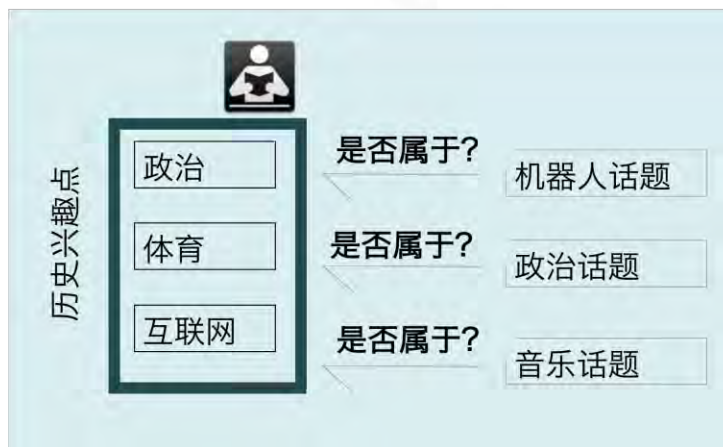 历史兴趣点
政治
体育
互联网
是否属于?
是否属于?
是否属于?
机器人话题
政治话题
音乐话题